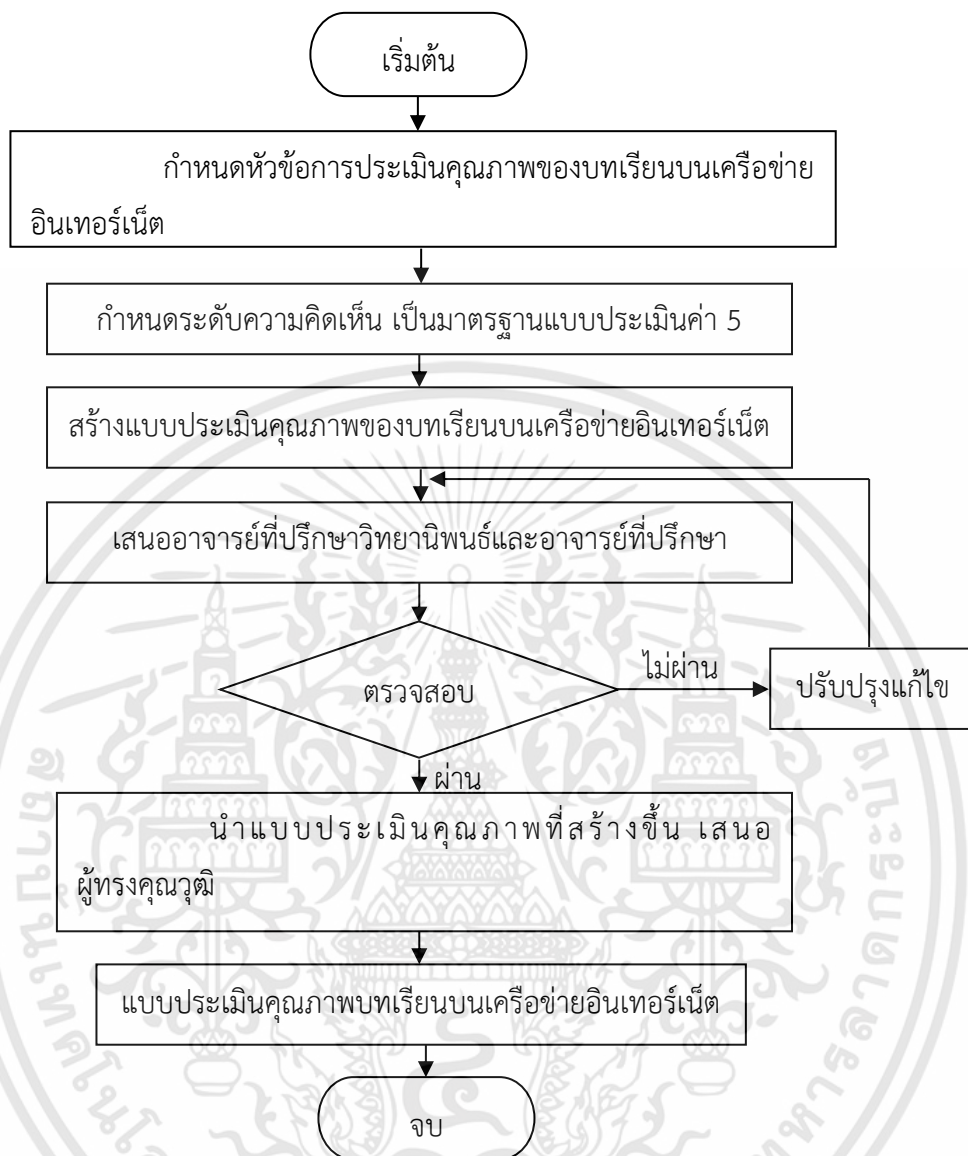 เริ่มต้น
กำหนดหัวข้อการประเมินคุณภาพของบทเรียนบนเครือข่าย
อินเทอร์เน็ต
กำหนดระดับความคิดเห็น เป็นมาตรฐานแบบประเมินค่า 5
สร้างแบบประเมินคุณภาพของบทเรียนบนเครือข่ายอินเทอร์เน็ต
เสนออาจารย์ที่ปรึกษาวิทยานิพนธ์และอาจารย์ที่ปรึกษา
ตรวจสอบ
ไม่ผ่าน
ปรับปรุงแก้ไข
ผ่าน
นำแบบประเมินคุณภาพที่สร้างขึ้น เสนอ
ผู้ทรงคุณวุฒิ
แบบประเมินคุณภาพบทเรียนบนเครือข่ายอินเทอร์เน็ต
จบ